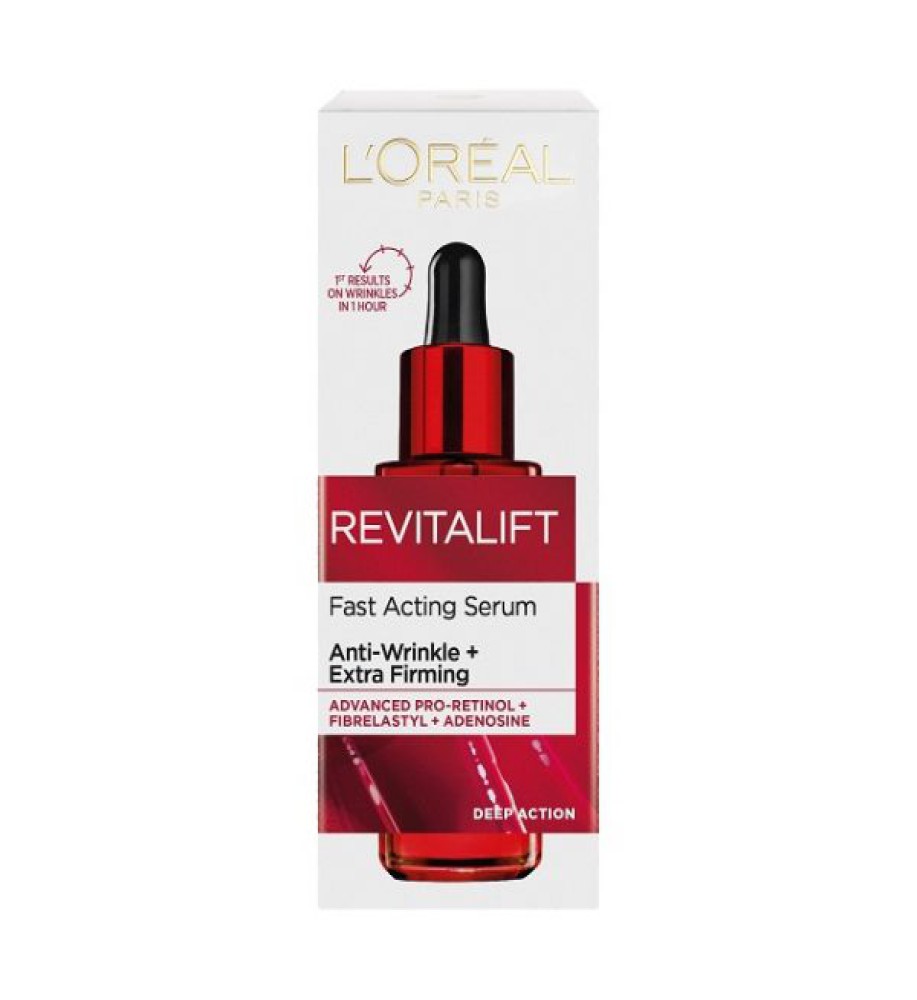 L'ORÉAL
PARIS
1ST RESULTS
ON WRINKLES
IN 1 HOUR
REVITALIFT
Fast Acting Serum
Anti-Wrinkle +
Extra Firming
ADVANCED PRO-RETINOL +
FIBRELASTYL + ADENOSINE
DEEP ACTION